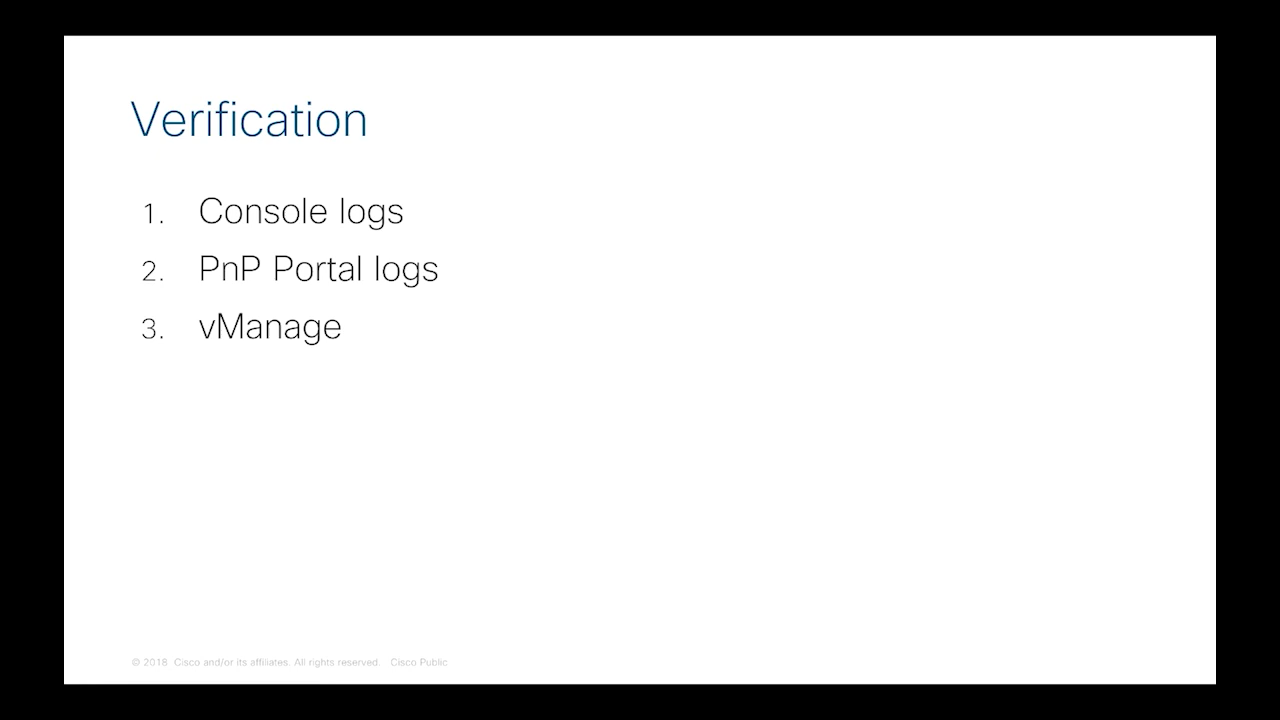 Verification
1. Console logs
2. PnP Portal logs
3. vManage
© 2018 Cisco and/or its affiliates. All rights reserved. Cisco Public